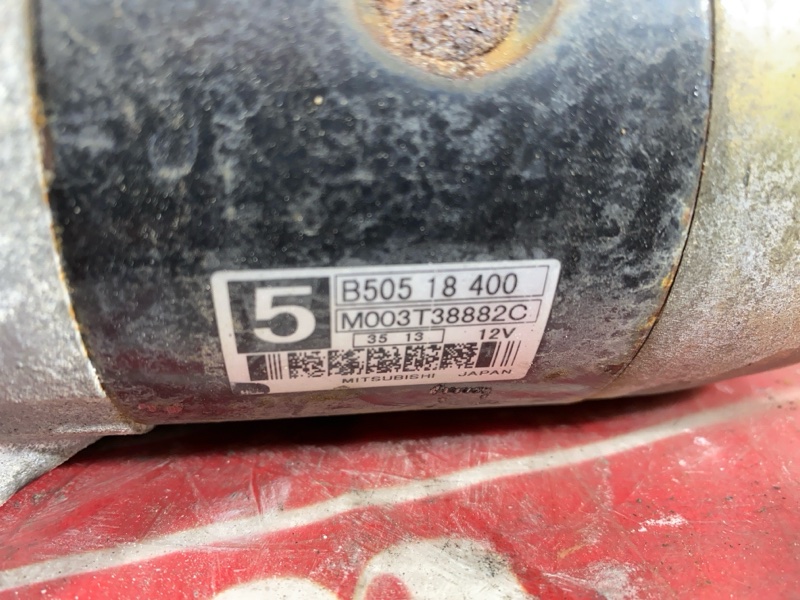 5
B505 18 400
M003T38882C
35 13 12V
MITSUBISHI JAPAN